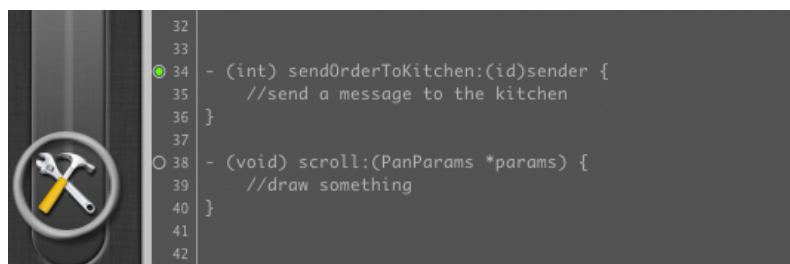 32
33
34 - (int) sendOrderToKitchen:(id)sender {
35 //send a message to the kitchen
36 }
37
38 - (void) scroll:(PanParams *params) {
39 //draw something
40 }
41
42